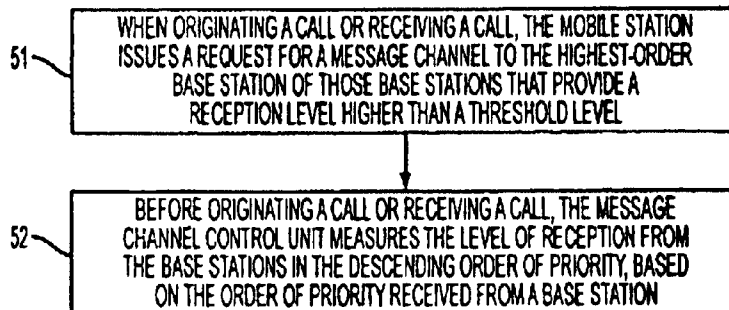 51
WHEN ORIGINATING A CALL OR RECEIVING A CALL, THE MOBILE STATION
ISSUES A REQUEST FOR A MESSAGE CHANNEL TO THE HIGHEST-ORDER
BASE STATION OF THOSE BASE STATIONS THAT PROVIDE A
RECEPTION LEVEL HIGHER THAN A THRESHOLD LEVEL
52
BEFORE ORIGINATING A CALL OR RECEIVING A CALL, THE MESSAGE
CHANNEL CONTROL UNIT MEASURES THE LEVEL OF RECEPTION FROM
THE BASE STATIONS IN THE DESCENDING ORDER OF PRIORITY, BASED
ON THE ORDER OF PRIORITY RECEIVED FROM A BASE STATION